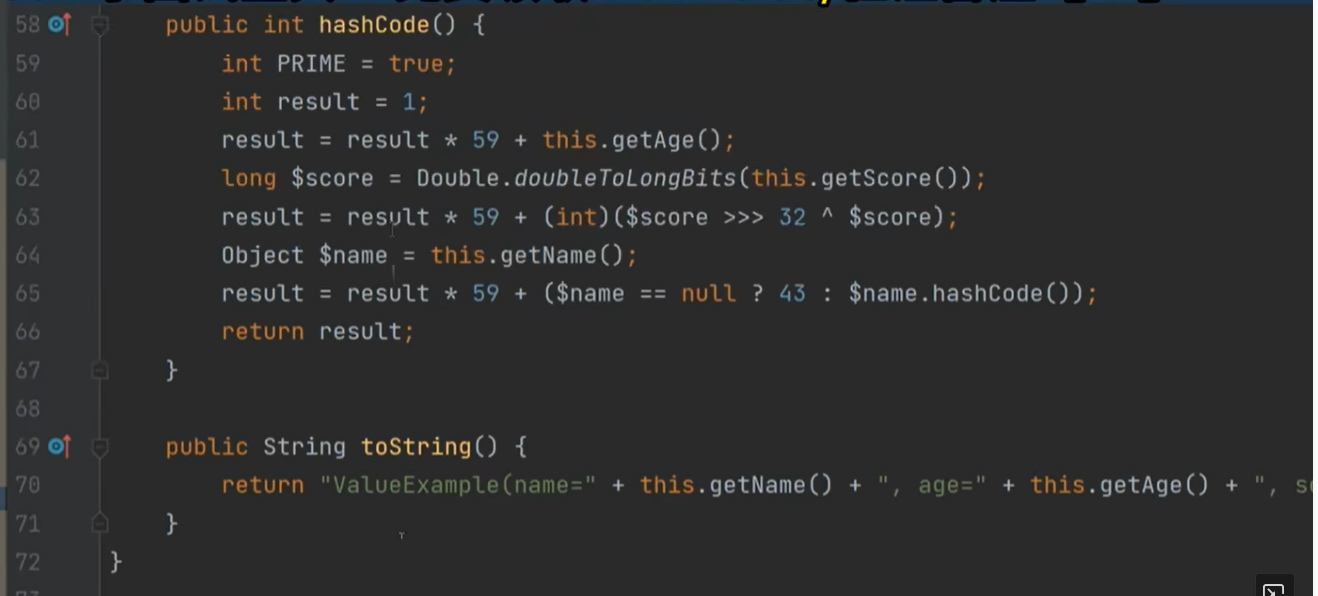 58 public int hashCode() {
59 int PRIME = true;
60 int result = 1;
61 result = result * 59 + this.getAge();
62 long $score = Double.doubleToLongBits(this.getScore());
63 result = result * 59 + (int)($score >>> 32 ^ $score);
64 Object $name = this.getName();
65 result = result * 59 + ($name == null ? 43 : $name.hashCode());
66 return result;
67 }
68
69 public String toString() {
70 return "ValueExample(name=" + this.getName() + ", age=" + this.getAge() + ", s
71 }
72 }